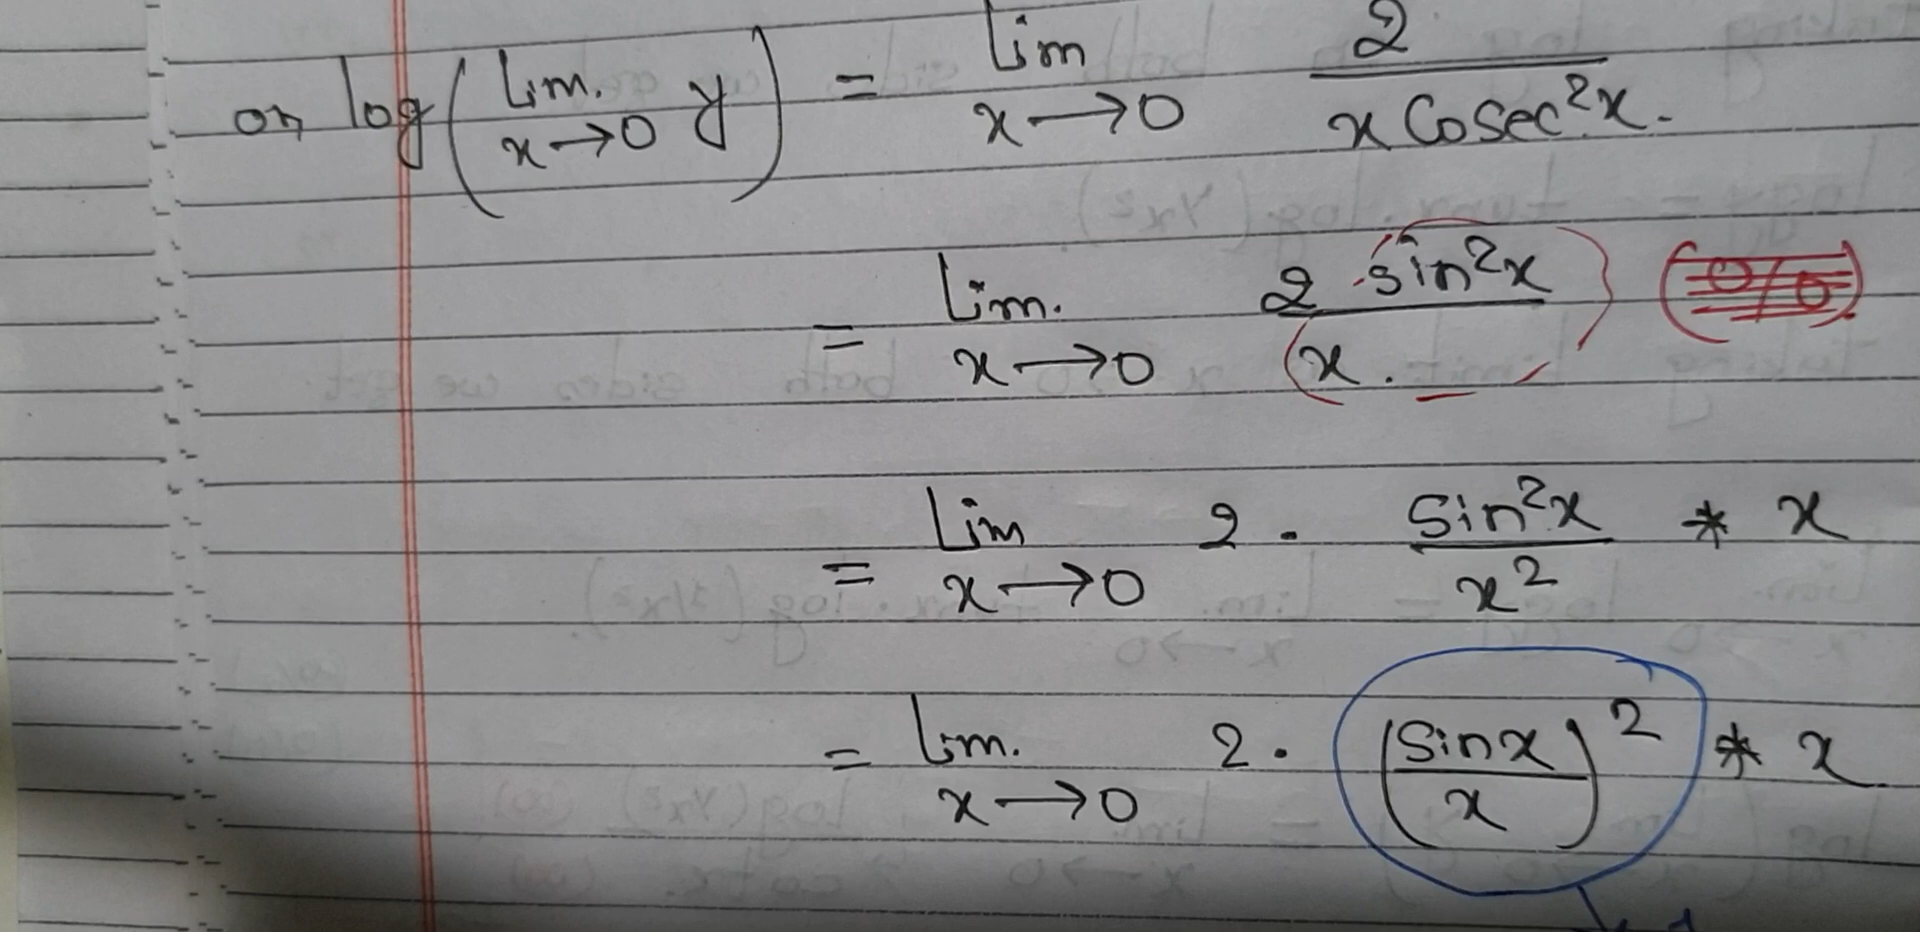 or log(lim. x→0 y) = lim x→0 2/(x Cosec²x).
= lim. x→0 2 sin²x/x. (0/0)
= lim x→0 2 · sin²x/x² * x
= lim. x→0 2 · (sinx/x)² * x